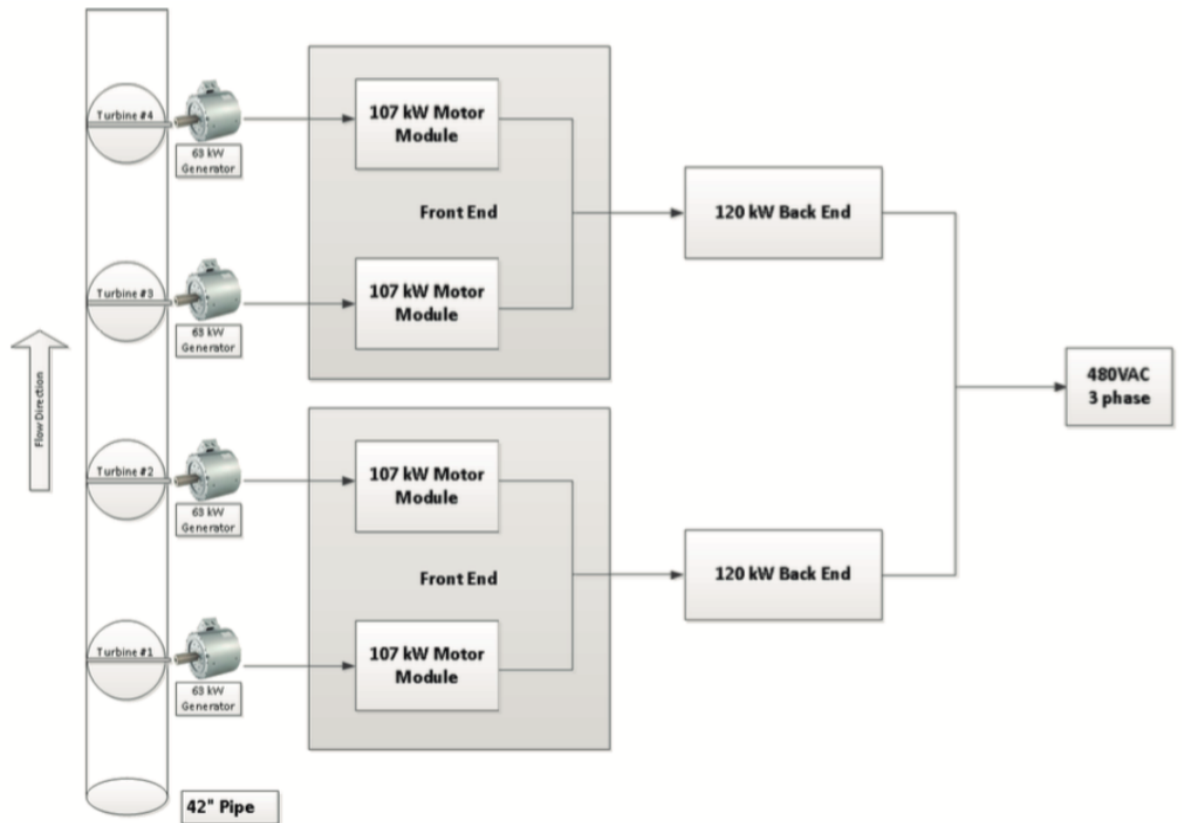 Turbine #4
63 kW
Generator
107 kW Motor
Module
Front End
120 kW Back End
Turbine #3
63 kW
Generator
107 kW Motor
Module
Flow Direction
480VAC
3 phase
Turbine #2
63 kW
Generator
107 kW Motor
Module
Front End
120 kW Back End
Turbine #1
63 kW
Generator
107 kW Motor
Module
42" Pipe